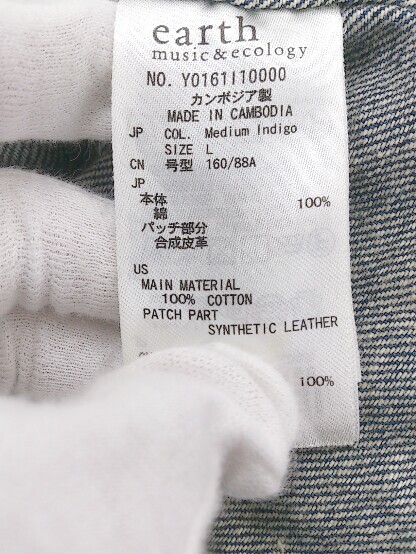 earth
music&ecology
NO. Y0161I10000
カンボジア製
MADE IN CAMBODIA
JP COL. Medium Indigo
SIZE L
CN 号型 160/88A
JP
本体
綿 100%
パッチ部分
合成皮革
US
MAIN MATERIAL
100% COTTON
PATCH PART
SYNTHETIC LEATHER
100%